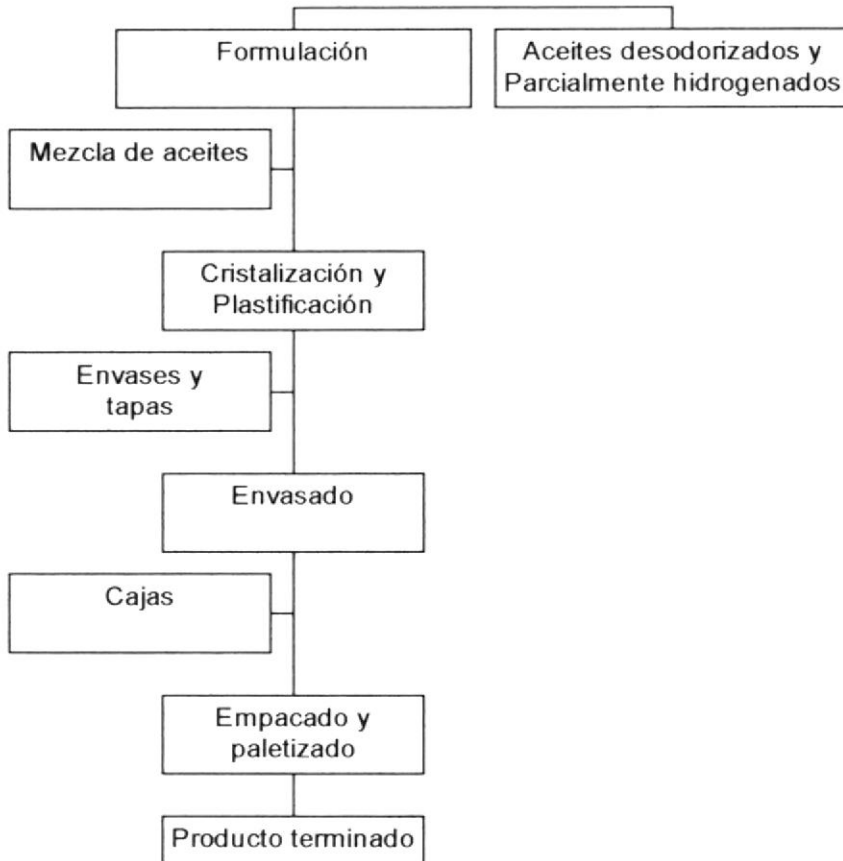 Formulación
Aceites desodorizados y
Parcialmente hidrogenados
Mezcla de aceites
Cristalización y
Plastificación
Envases y
tapas
Envasado
Cajas
Empacado y
paletizado
Producto terminado